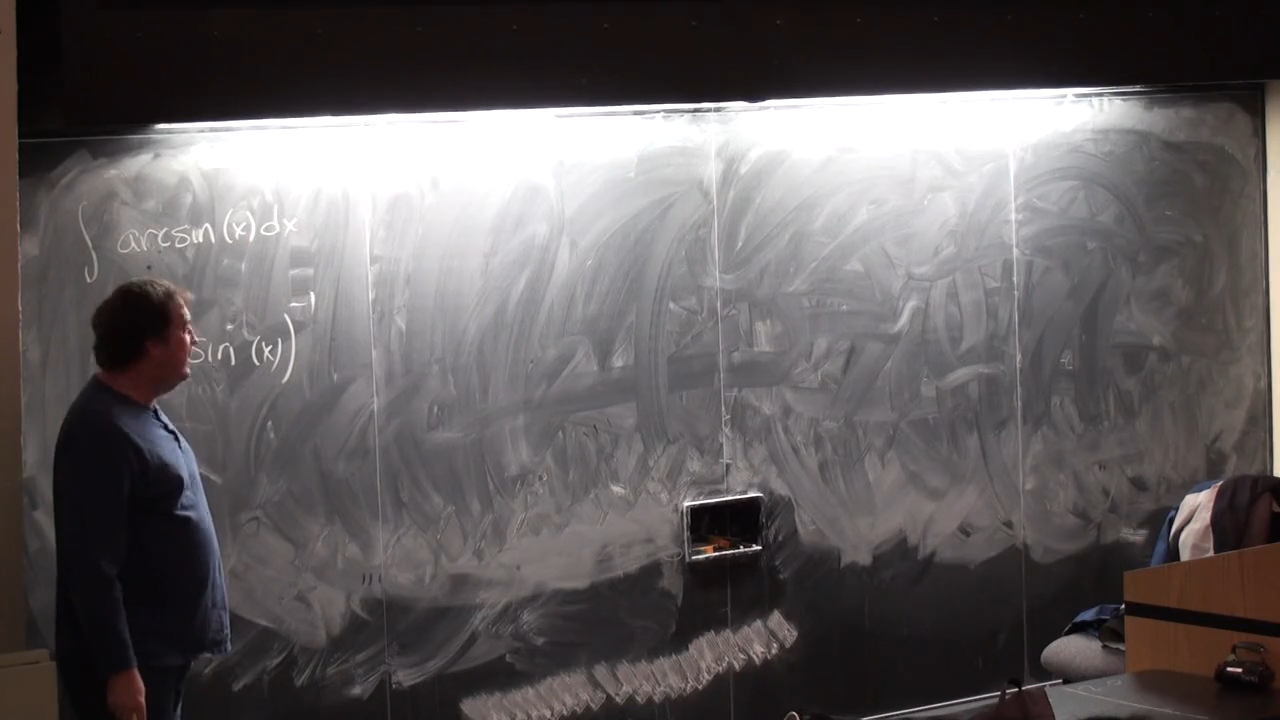 ∫ arcsin (x) dx
sin (x))⁻¹